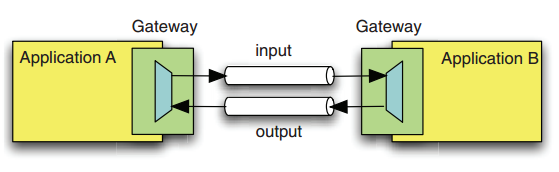 Gateway
Gateway
Application A
input
Application B
output